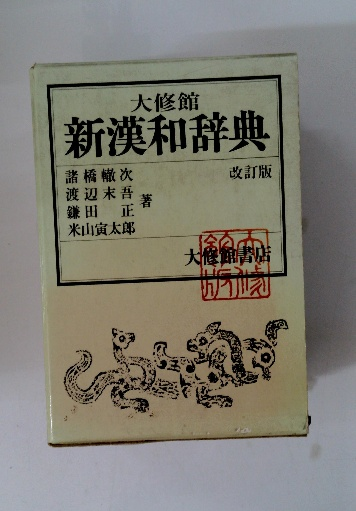 大修館
新漢和辞典
改訂版
諸橋轍次
渡辺末吾
鎌田正
米山寅太郎
著
大修館書店